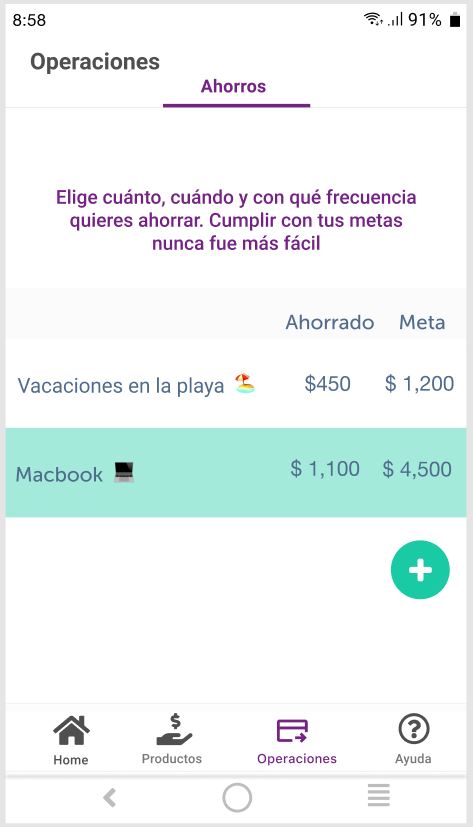 8:58 91%
Operaciones
Ahorros
Elige cuánto, cuándo y con qué frecuencia
quieres ahorrar. Cumplir con tus metas
nunca fue más fácil
Ahorrado Meta
Vacaciones en la playa $450 $ 1,200
Macbook $ 1,100 $ 4,500
Home Productos Operaciones Ayuda